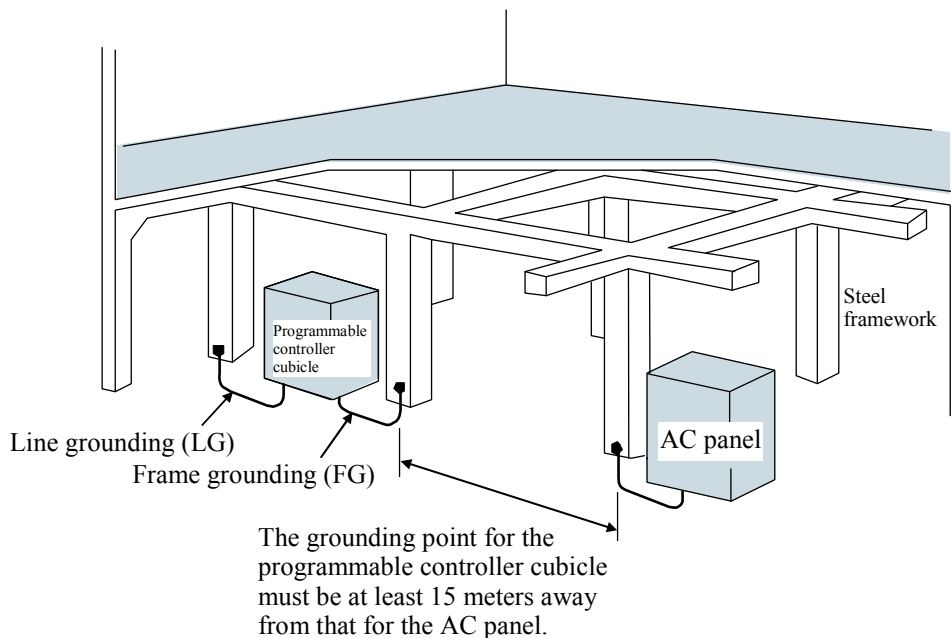 Steel
framework
Programmable
controller
cubicle
AC panel
Line grounding (LG)
Frame grounding (FG)
The grounding point for the
programmable controller cubicle
must be at least 15 meters away
from that for the AC panel.